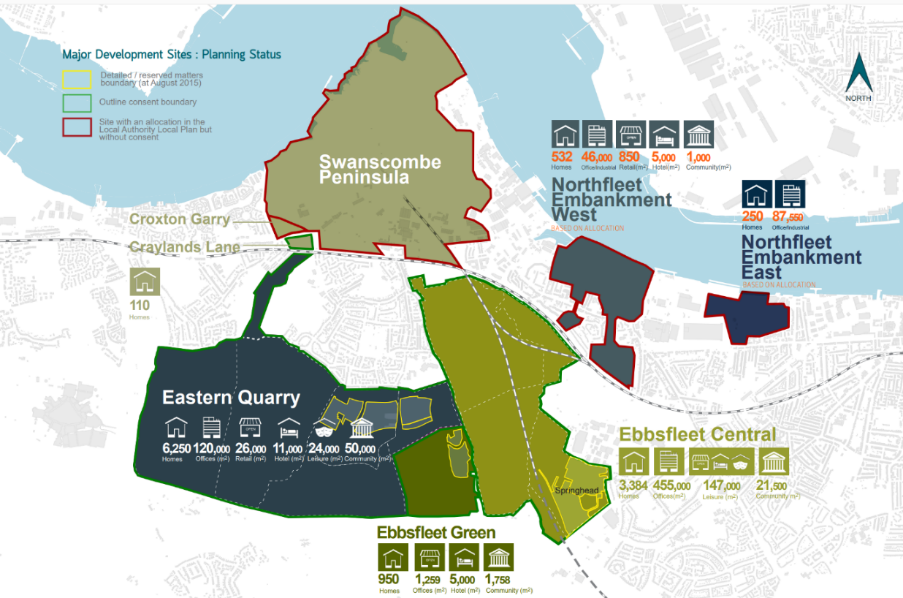 Major Development Sites : Planning Status
Detailed / reserved matters
boundary (at August 2015)
Outline consent boundary
Site with an allocation in the
Local Authority Local Plan but
without consent
NORTH
Swanscombe
Peninsula
Croxton Garry
Craylands Lane
110
Homes
532 46,000 850 5,000 1,000
Homes Office/Industrial Retail(m²) Hotel(m²) Community(m²)
Northfleet
Embankment
West
BASED ON ALLOCATION
250 87,550
Homes Office/Industrial
Northfleet
Embankment
East
BASED ON ALLOCATION
Eastern Quarry
6,250 120,000 26,000 11,000 24,000 50,000
Homes Offices (m²) Retail (m²) Hotel (m²) Leisure (m²) Community (m²)
Ebbsfleet Central
3,384 455,000 147,000 21,500
Homes Offices(m²) Leisure (m²) Community (m²)
Springhead
Ebbsfleet Green
950 1,259 5,000 1,758
Homes Offices (m²) Hotel (m²) Community (m²)